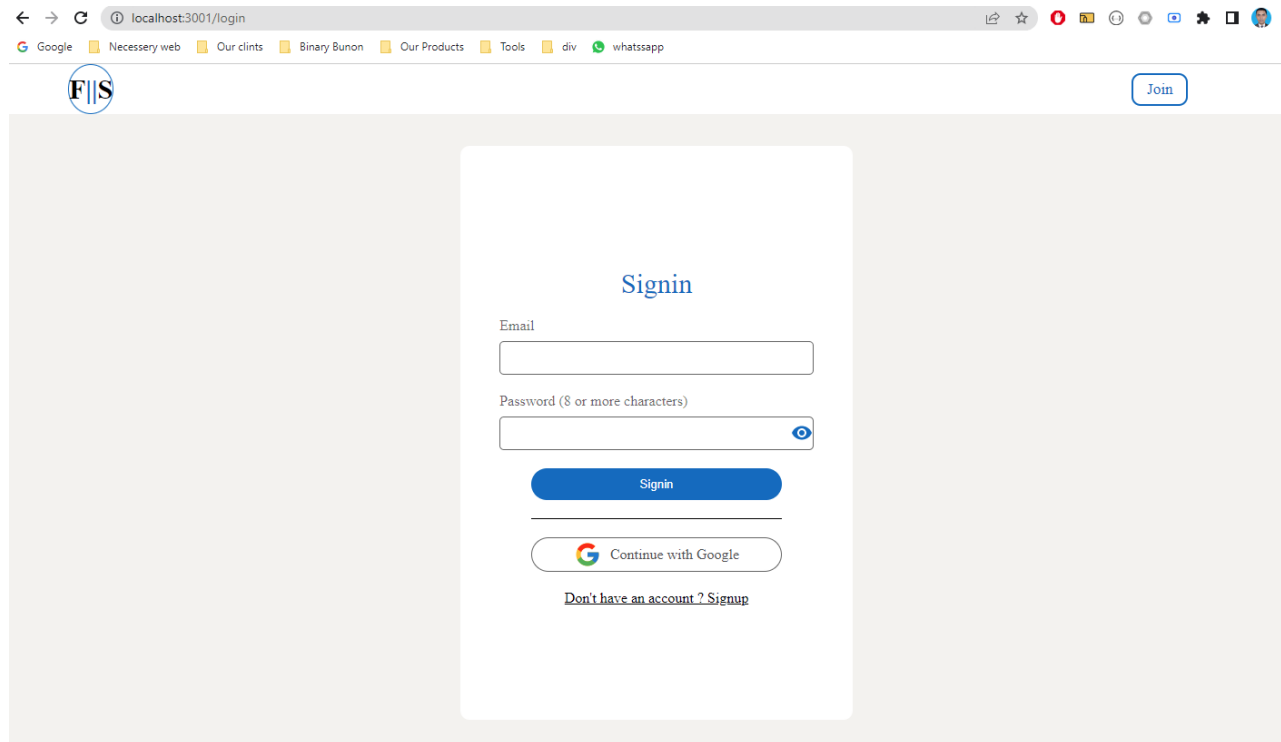 localhost:3001/login
Google Necessery web Our clints Binary Bunon Our Products Tools div whatssapp
F||S Join
Signin
Email
Password (8 or more characters)
Signin
Continue with Google
Don't have an account ? Signup